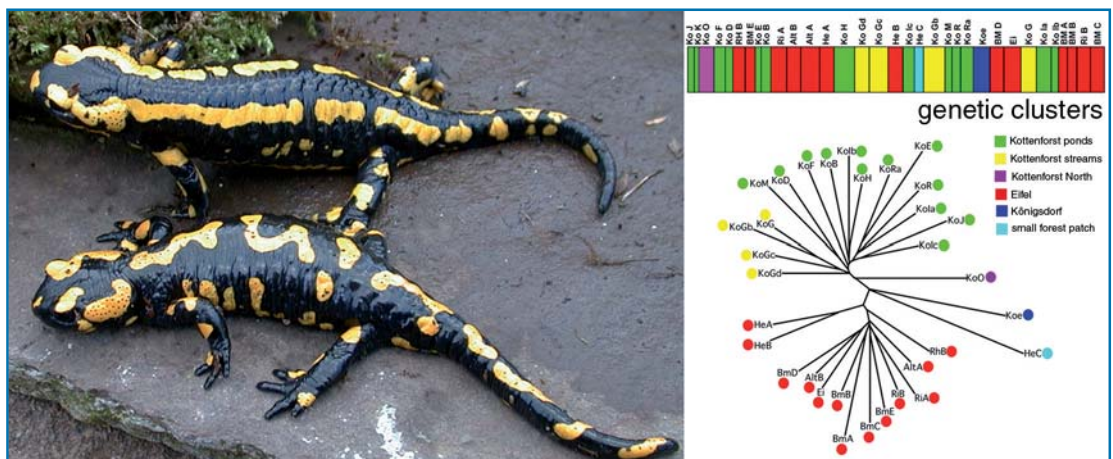 Ko J
Ko K
Ko O
Ko F
Ko D
RH B
BM E
Ko E
Ko B
Ri A
Alt B
Alt A
He A
Ko H
Ko Gd
Ko Gc
He B
Ko Ic
He C
Ko Gb
Ko M
Ko R
Ko Ra
Koe
BM D
Ei
Ko G
Ko Ia
Ko Ib
BM A
BM B
Ri B
BM C
genetic clusters
Kottenforst ponds
Kottenforst streams
Kottenforst North
Eifel
Königsdorf
small forest patch
KoM
KoD
KoF
KoB
KoIb
KoH
KoRa
KoE
KoR
KoIa
KoJ
KoIc
KoG
KoGb
KoGc
KoGd
KoO
Koe
HeC
HeA
HeB
BmD
AltB
Ei
BmB
BmA
BmC
BmE
RiB
RiA
AltA
RhB